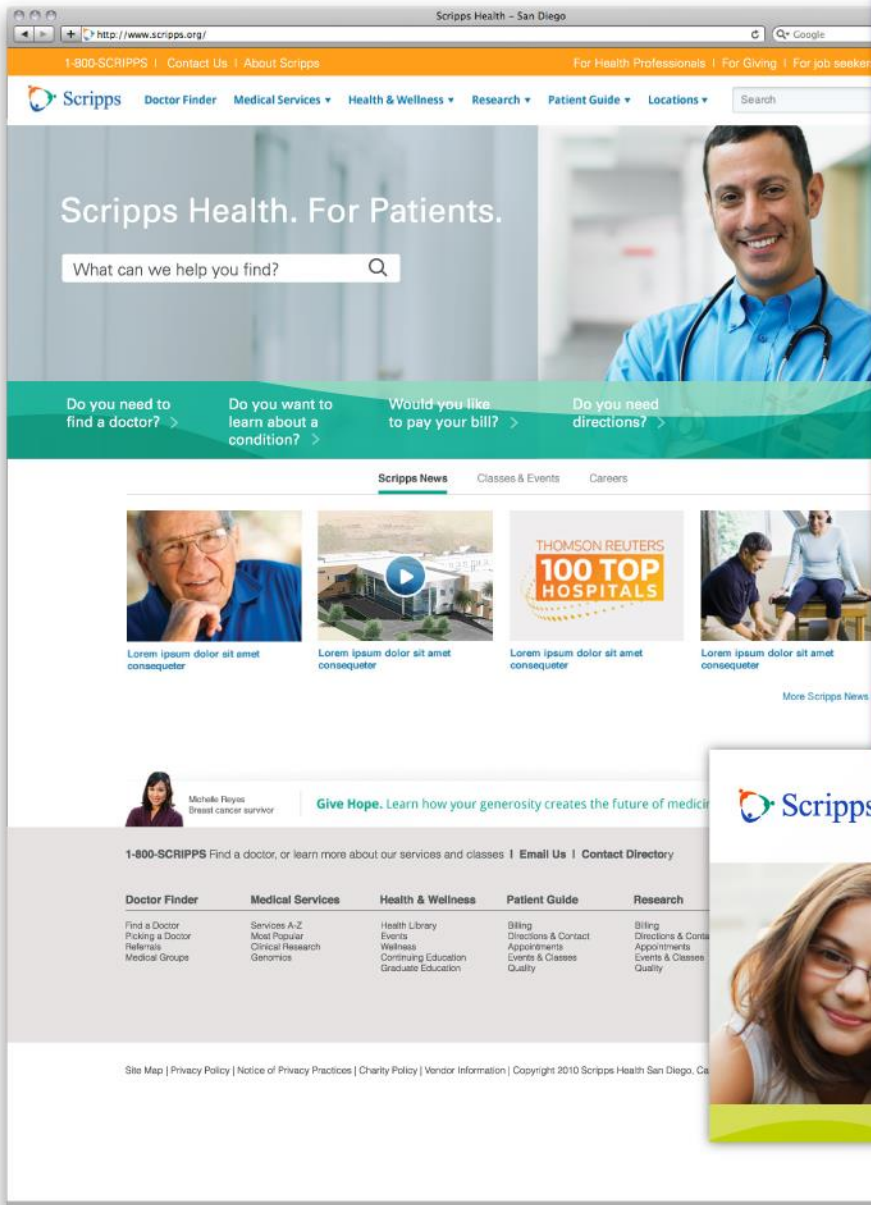 Scripps Health – San Diego
http://www.scripps.org/
Google
1-800-SCRIPPS | Contact Us | About Scripps
For Health Professionals | For Giving | For job seeker
Scripps
Doctor Finder
Medical Services
Health & Wellness
Research
Patient Guide
Locations
Search
Scripps Health. For Patients.
What can we help you find?
Do you need to
find a doctor? >
Do you want to
learn about a
condition? >
Would you like
to pay your bill? >
Do you need
directions? >
Scripps News
Classes & Events
Careers
THOMSON REUTERS
100 TOP
HOSPITALS
Lorem ipsum dolor sit amet
consequeter
Lorem ipsum dolor sit amet
consequeter
Lorem ipsum dolor sit amet
consequeter
Lorem ipsum dolor sit amet
consequeter
More Scripps News
Michelle Reyes
Breast cancer survivor
Give Hope. Learn how your generosity creates the future of medicin
Scripps
1-800-SCRIPPS Find a doctor, or learn more about our services and classes | Email Us | Contact Directory
Doctor Finder
Find a Doctor
Picking a Doctor
Referrals
Medical Groups
Medical Services
Services A-Z
Most Popular
Clinical Research
Genomics
Health & Wellness
Health Library
Events
Wellness
Continuing Education
Graduate Education
Patient Guide
Billing
Directions & Contact
Appointments
Events & Classes
Quality
Research
Billing
Directions & Conta
Appointments
Events & Classes
Quality
Site Map | Privacy Policy | Notice of Privacy Practices | Charity Policy | Vendor Information | Copyright 2010 Scripps Health San Diego, Ca